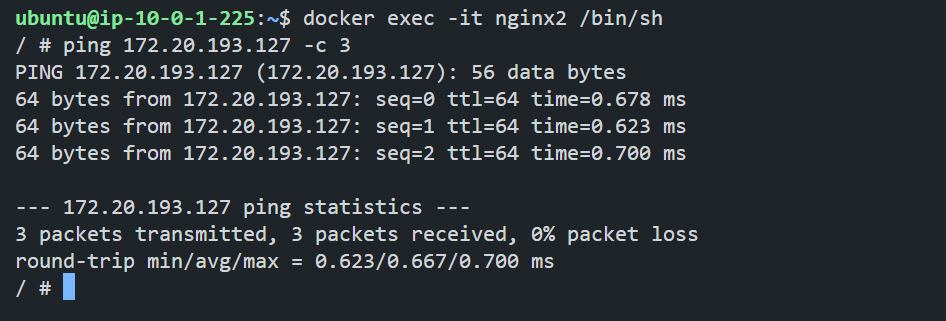 ubuntu@ip-10-0-1-225:~$ docker exec -it nginx2 /bin/sh
/ # ping 172.20.193.127 -c 3
PING 172.20.193.127 (172.20.193.127): 56 data bytes
64 bytes from 172.20.193.127: seq=0 ttl=64 time=0.678 ms
64 bytes from 172.20.193.127: seq=1 ttl=64 time=0.623 ms
64 bytes from 172.20.193.127: seq=2 ttl=64 time=0.700 ms

--- 172.20.193.127 ping statistics ---
3 packets transmitted, 3 packets received, 0% packet loss
round-trip min/avg/max = 0.623/0.667/0.700 ms
/ #